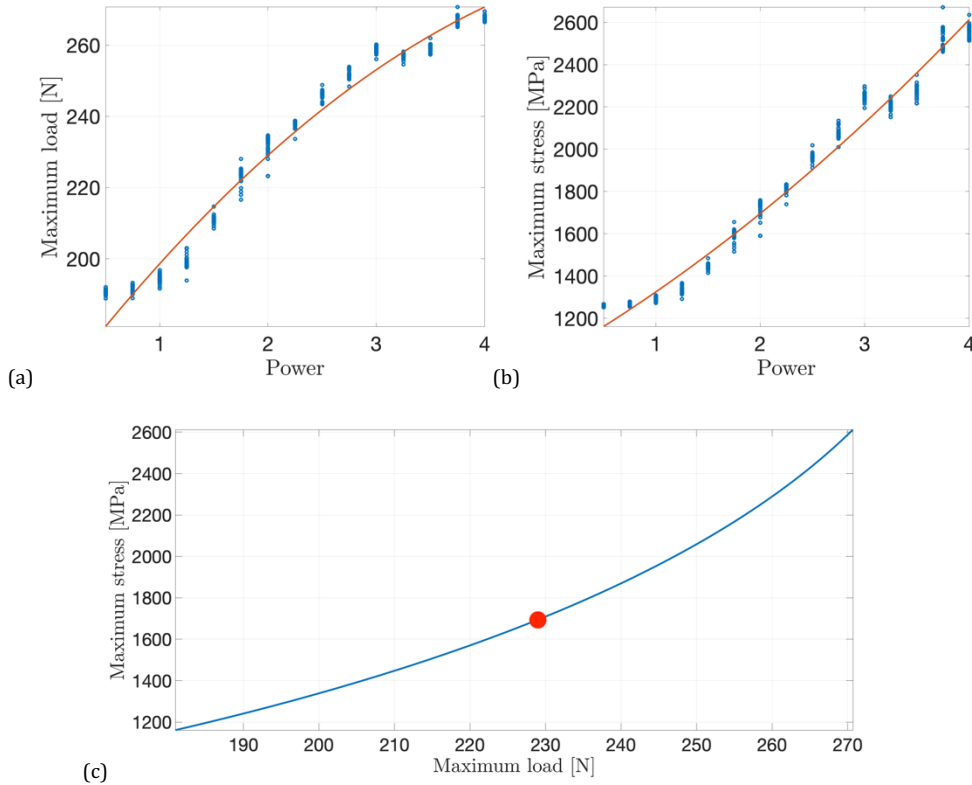 Maximum load [N]
260
240
220
200
1 2 3 4
Power
(a)
Maximum stress [MPa]
2600
2400
2200
2000
1800
1600
1400
1200
1 2 3 4
Power
(b)
Maximum stress [MPa]
2600
2400
2200
2000
1800
1600
1400
1200
190 200 210 220 230 240 250 260 270
Maximum load [N]
(c)